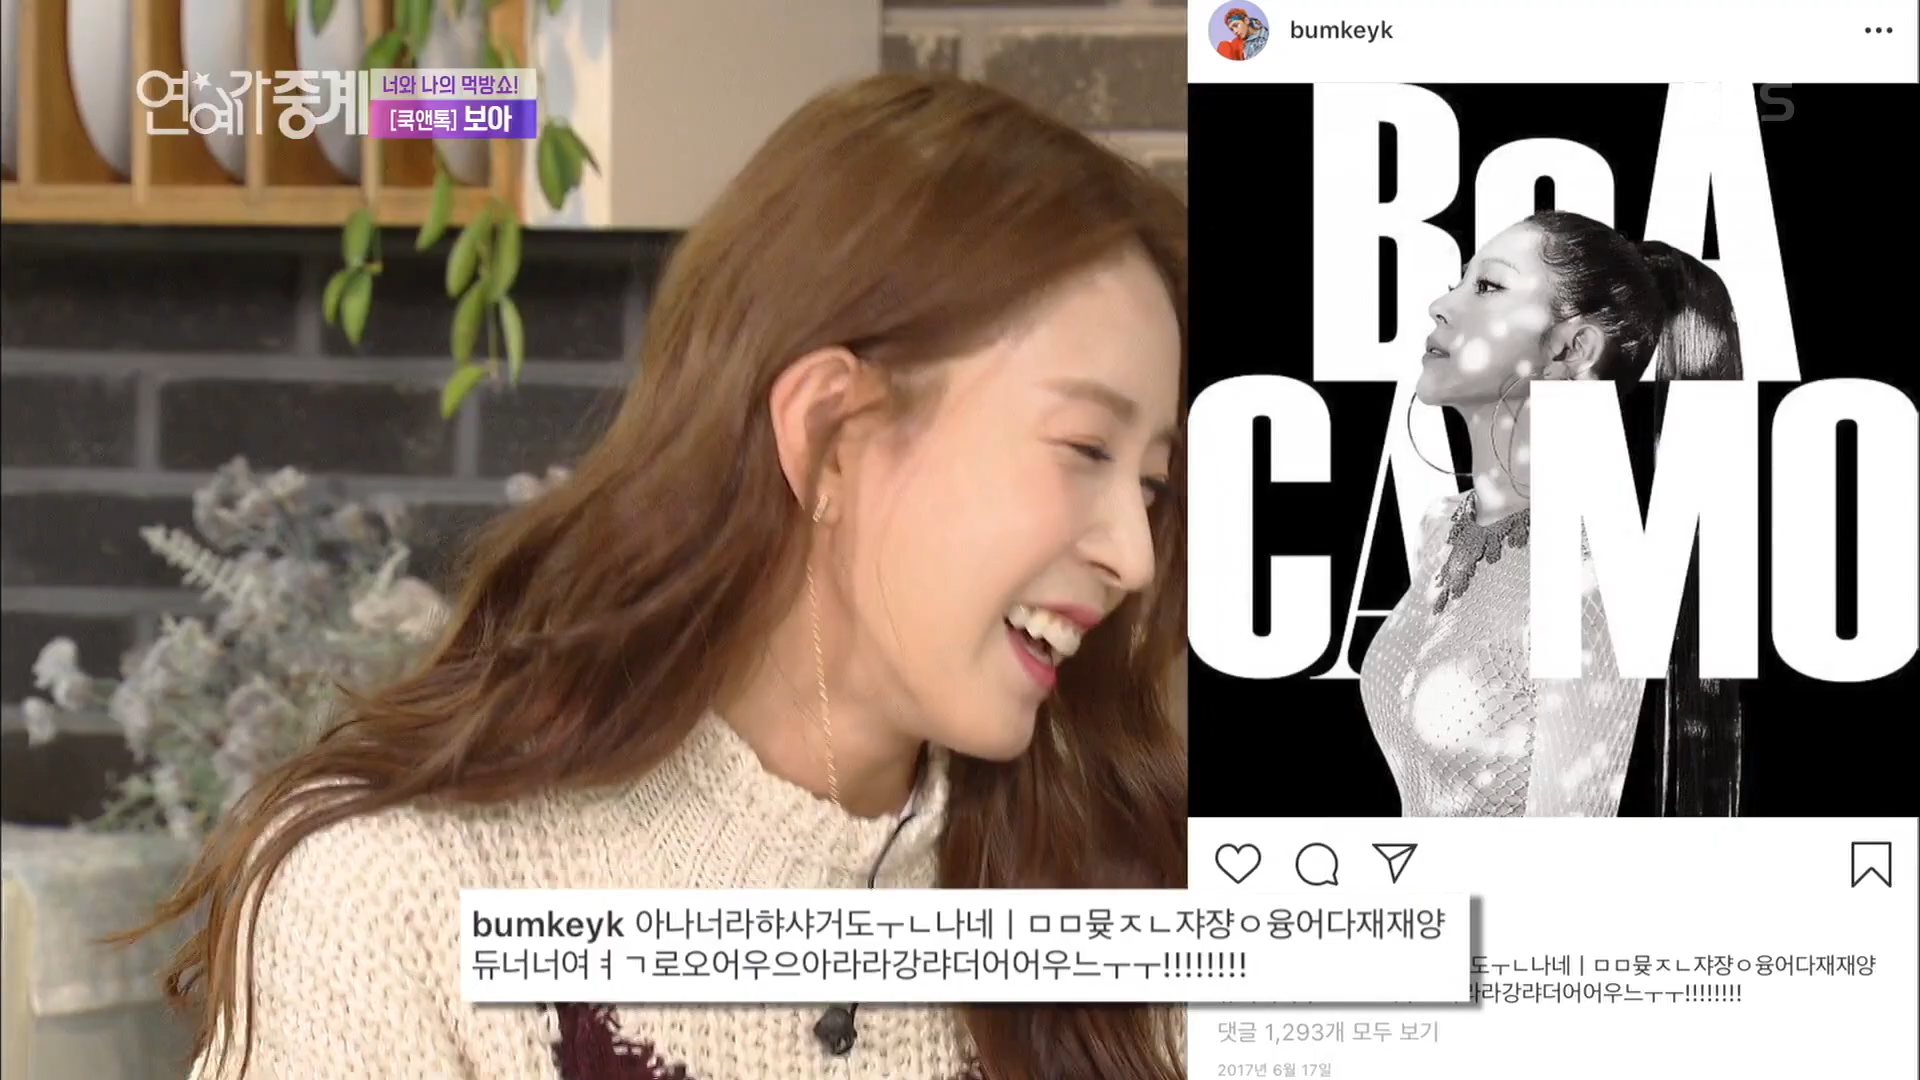 연예가중계
너와 나의 먹방쇼!
[쿡앤톡] 보아
bumkeyk
BoA
CAMO
bumkeyk 아나너라햐샤거도ㅜㄴ나네ㅣㅁㅁ뮻ㅈㄴ쟈쟝ㅇ융어다재재양
듀너너여ㅕㄱ로오어우으아라라강랴더어어우느ㅜㅜ!!!!!!!!
도ㅜㄴ나네ㅣㅁㅁ뮻ㅈㄴ쟈쟝ㅇ융어다재재양
라라강랴더어어우느ㅜㅜ!!!!!!!!
댓글 1,293개 모두 보기
2017년 6월 17일